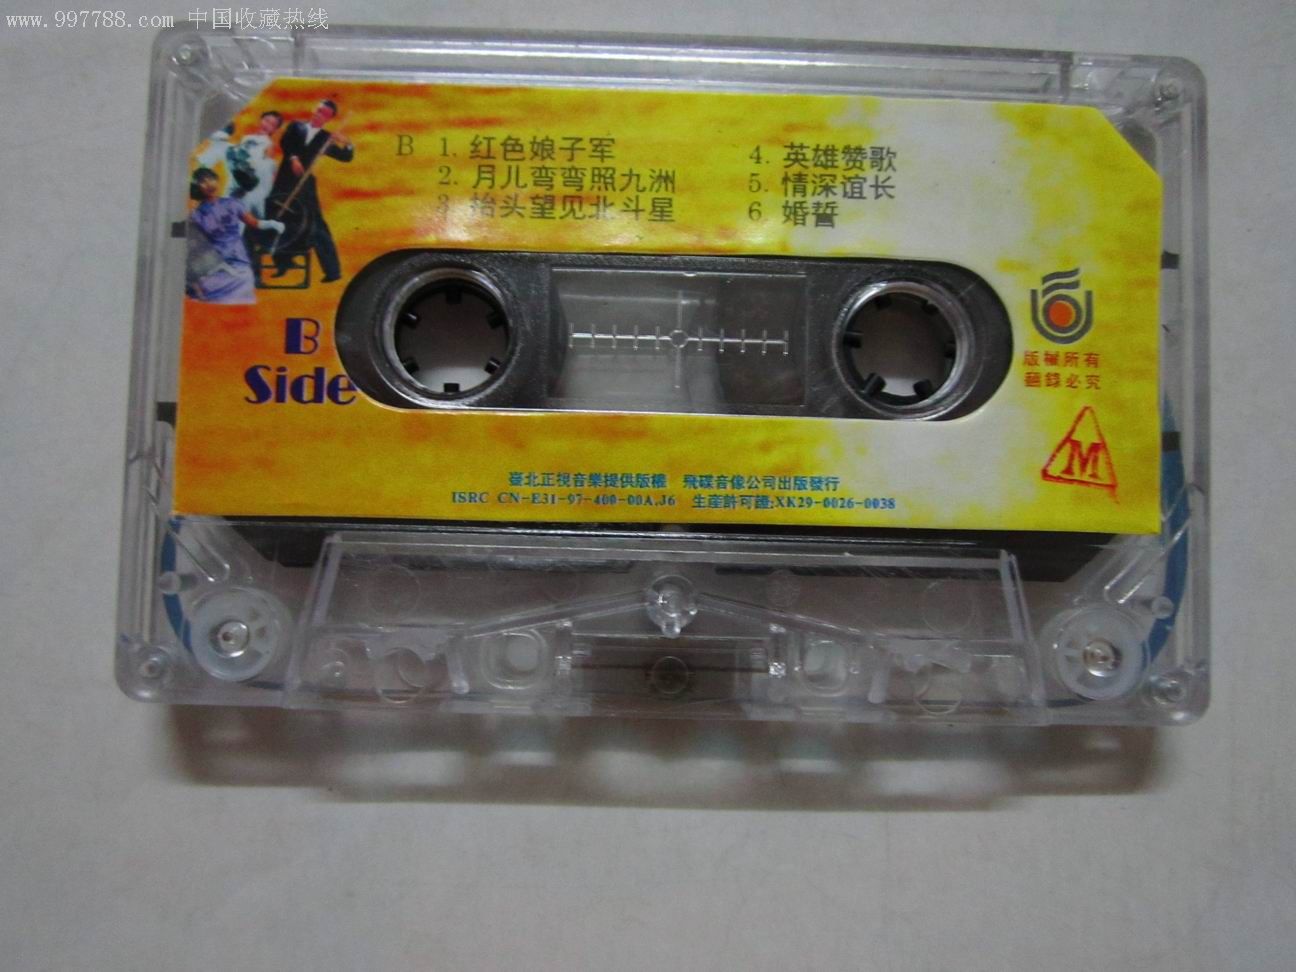 www.997788.com 中国收藏热线
B 1. 红色娘子军
2. 月儿弯弯照九洲
3. 抬头望见北斗星
4. 英雄赞歌
5. 情深谊长
6. 婚誓
B
Side
版權所有
翻錄必究
M
臺北正視音樂提供版權 飛碟音像公司出版發行
ISRC CN-E31-97-400-00A.J6 生産許可證:XK29-0026-0038